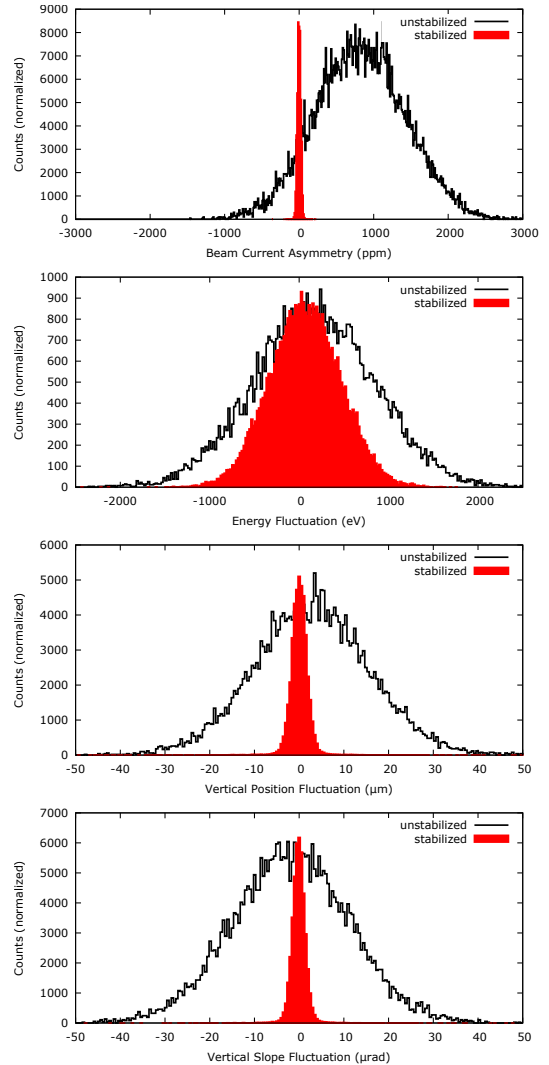 9000
8000
7000
6000
5000
4000
3000
2000
1000
0
Counts (normalized)
unstabilized
stabilized
-3000 -2000 -1000 0 1000 2000 3000
Beam Current Asymmetry (ppm)
1000
900
800
700
600
500
400
300
200
100
0
Counts (normalized)
unstabilized
stabilized
-2000 -1000 0 1000 2000
Energy Fluctuation (eV)
6000
5000
4000
3000
2000
1000
0
Counts (normalized)
unstabilized
stabilized
-50 -40 -30 -20 -10 0 10 20 30 40 50
Vertical Position Fluctuation (μm)
7000
6000
5000
4000
3000
2000
1000
0
Counts (normalized)
unstabilized
stabilized
-50 -40 -30 -20 -10 0 10 20 30 40 50
Vertical Slope Fluctuation (μrad)